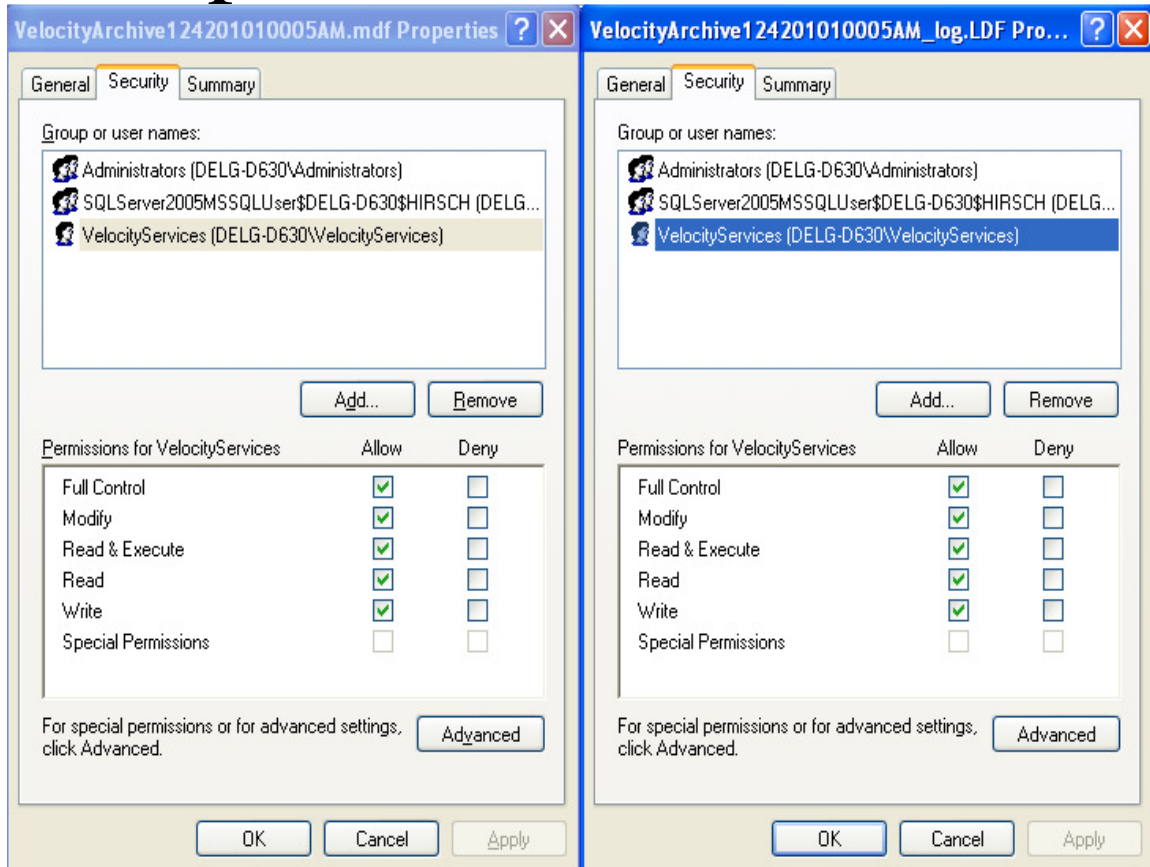 VelocityArchive124201010005AM.mdf Properties
General Security Summary
Group or user names:
Administrators (DELG-D630\Administrators)
SQLServer2005MSSQLUser$DELG-D630$HIRSCH (DELG...
VelocityServices (DELG-D630\VelocityServices)
Add... Remove
Permissions for VelocityServices Allow Deny
Full Control
Modify
Read & Execute
Read
Write
Special Permissions
For special permissions or for advanced settings,
click Advanced.
Advanced
OK Cancel Apply
VelocityArchive124201010005AM_log.LDF Pro...
General Security Summary
Group or user names:
Administrators (DELG-D630\Administrators)
SQLServer2005MSSQLUser$DELG-D630$HIRSCH (DELG...
VelocityServices (DELG-D630\VelocityServices)
Add... Remove
Permissions for VelocityServices Allow Deny
Full Control
Modify
Read & Execute
Read
Write
Special Permissions
For special permissions or for advanced settings,
click Advanced.
Advanced
OK Cancel Apply